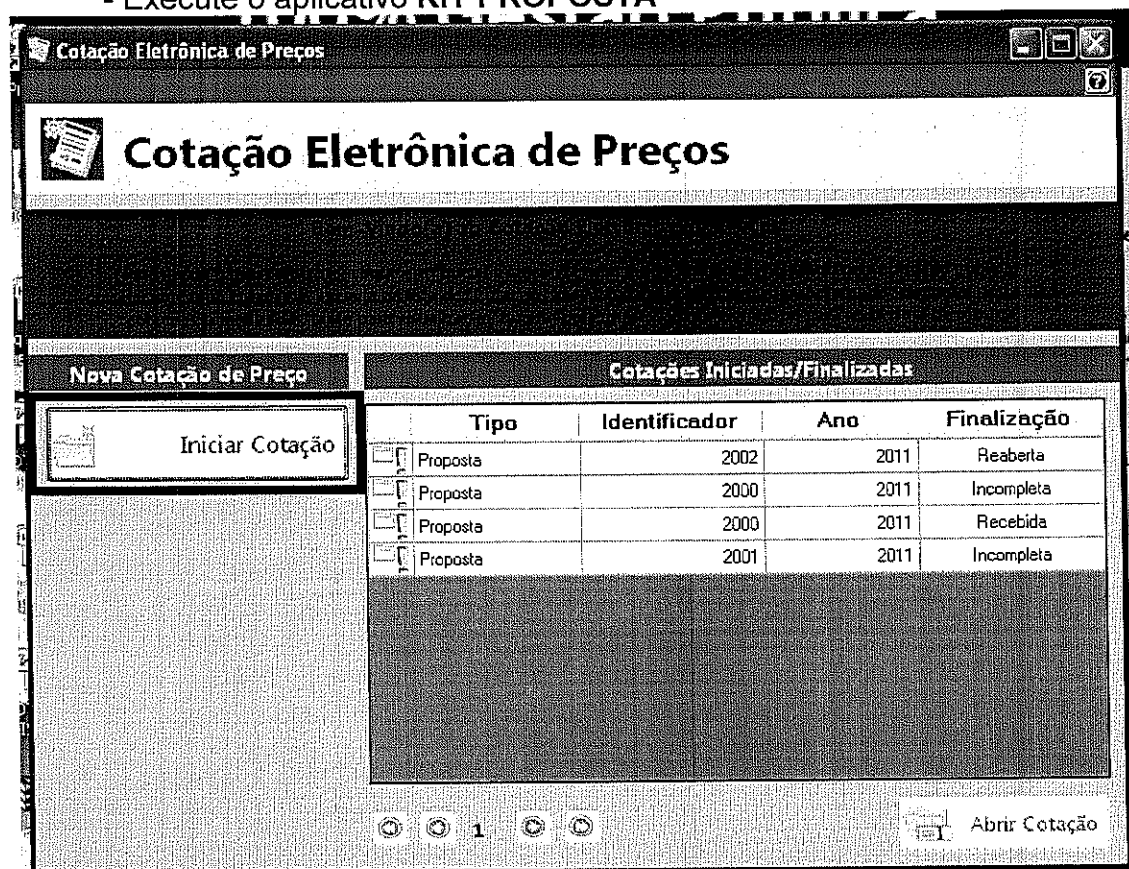 - Execute o aplicativo KIT PROPOSTA
Cotação Eletrônica de Preços
Cotação Eletrônica de Preços
Nova Cotação de Preço
Cotações Iniciadas/Finalizadas
Iniciar Cotação
Tipo Identificador Ano Finalização
Proposta 2002 2011 Reaberta
Proposta 2000 2011 Incompleta
Proposta 2000 2011 Recebida
Proposta 2001 2011 Incompleta
1
Abrir Cotação